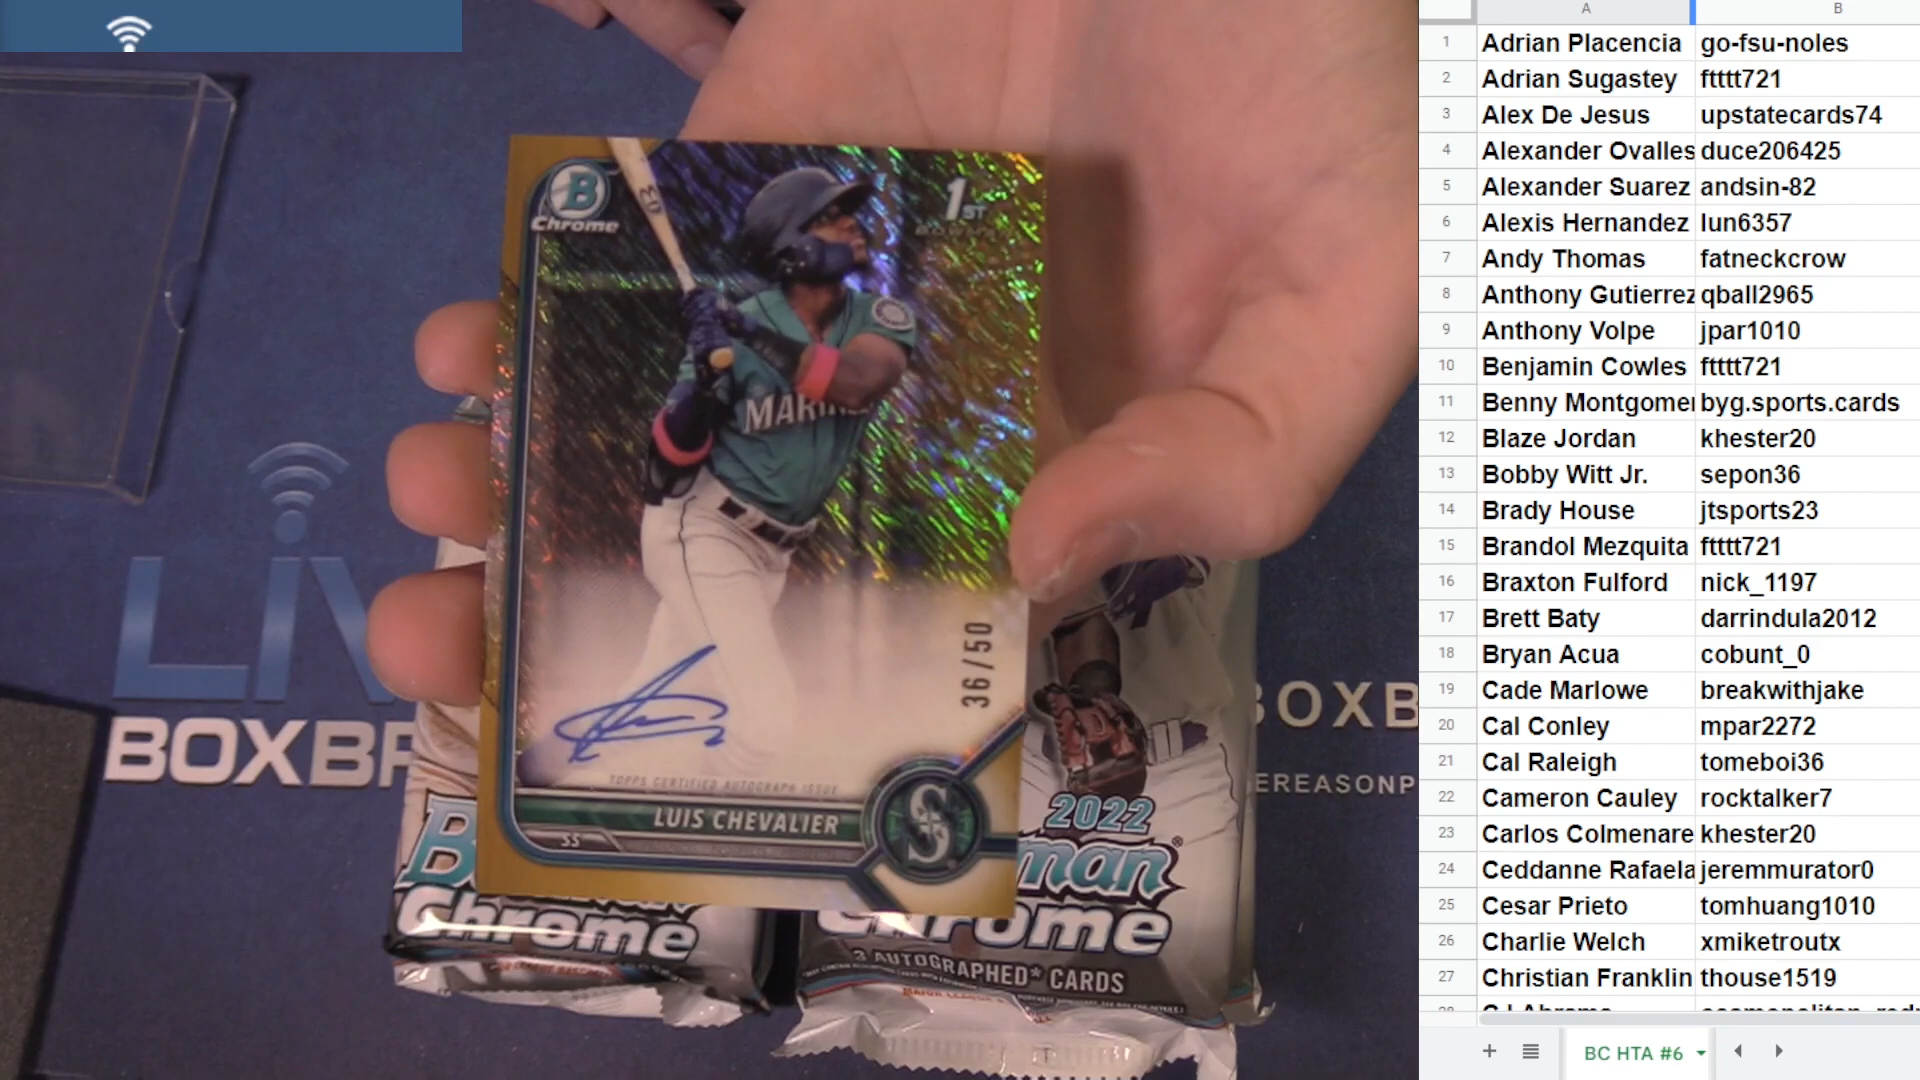 B
Chrome
1ST
BOWMAN
MARIN
36/50
TOPPS CERTIFIED AUTOGRAPH ISSUE
LUIS CHEVALIER
SS
S
LIV
BOXBR
BOXB
EREASONP
2022
man
Chrome
Chrome
3 AUTOGRAPHED* CARDS
A B
1 Adrian Placencia go-fsu-noles
2 Adrian Sugastey ftttt721
3 Alex De Jesus upstatecards74
4 Alexander Ovalles duce206425
5 Alexander Suarez andsin-82
6 Alexis Hernandez lun6357
7 Andy Thomas fatneckcrow
8 Anthony Gutierrez qball2965
9 Anthony Volpe jpar1010
10 Benjamin Cowles ftttt721
11 Benny Montgomer byg.sports.cards
12 Blaze Jordan khester20
13 Bobby Witt Jr. sepon36
14 Brady House jtsports23
15 Brandol Mezquita ftttt721
16 Braxton Fulford nick_1197
17 Brett Baty darrindula2012
18 Bryan Acua cobunt_0
19 Cade Marlowe breakwithjake
20 Cal Conley mpar2272
21 Cal Raleigh tomeboi36
22 Cameron Cauley rocktalker7
23 Carlos Colmenare khester20
24 Ceddanne Rafaela jeremmurator0
25 Cesar Prieto tomhuang1010
26 Charlie Welch xmiketroutx
27 Christian Franklin thouse1519
BC HTA #6